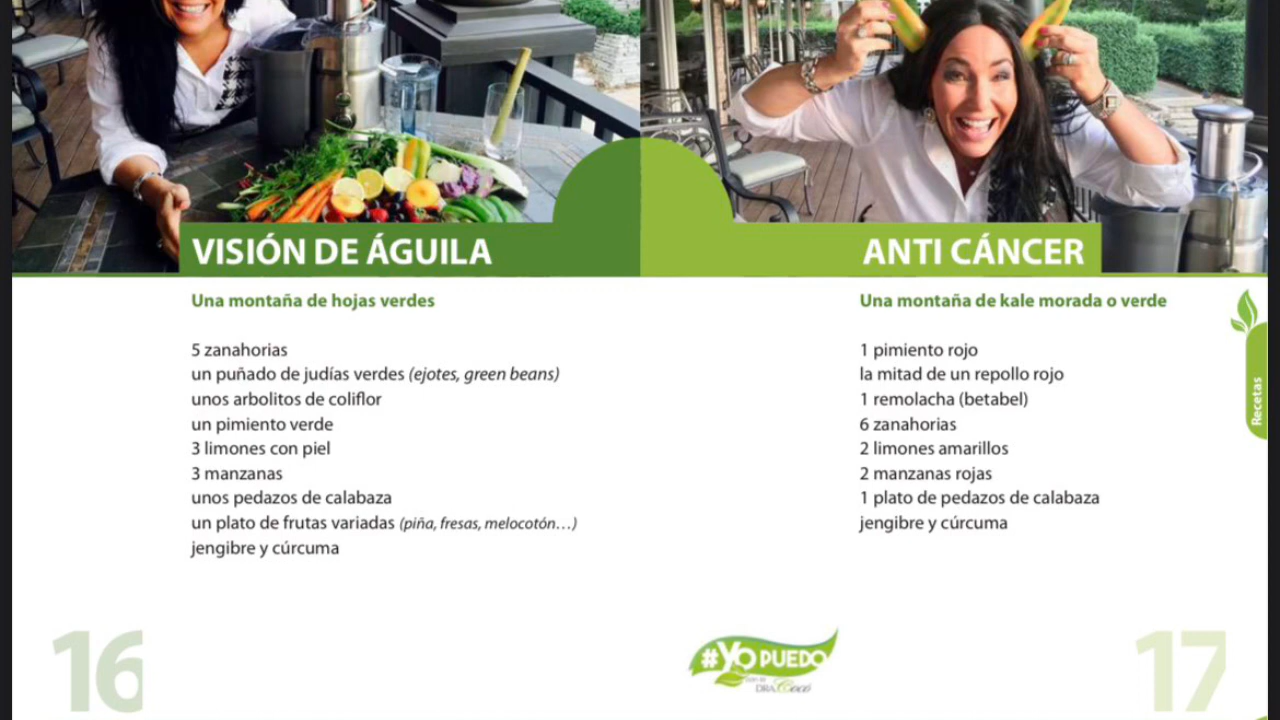 VISIÓN DE ÁGUILA
Una montaña de hojas verdes
5 zanahorias
un puñado de judías verdes (ejotes, green beans)
unos arbolitos de coliflor
un pimiento verde
3 limones con piel
3 manzanas
unos pedazos de calabaza
un plato de frutas variadas (piña, fresas, melocotón…)
jengibre y cúrcuma
16
ANTI CÁNCER
Una montaña de kale morada o verde
1 pimiento rojo
la mitad de un repollo rojo
1 remolacha (betabel)
6 zanahorias
2 limones amarillos
2 manzanas rojas
1 plato de pedazos de calabaza
jengibre y cúrcuma
Recetas
#Yo PUEDO
con la
DRA. Cocó
17